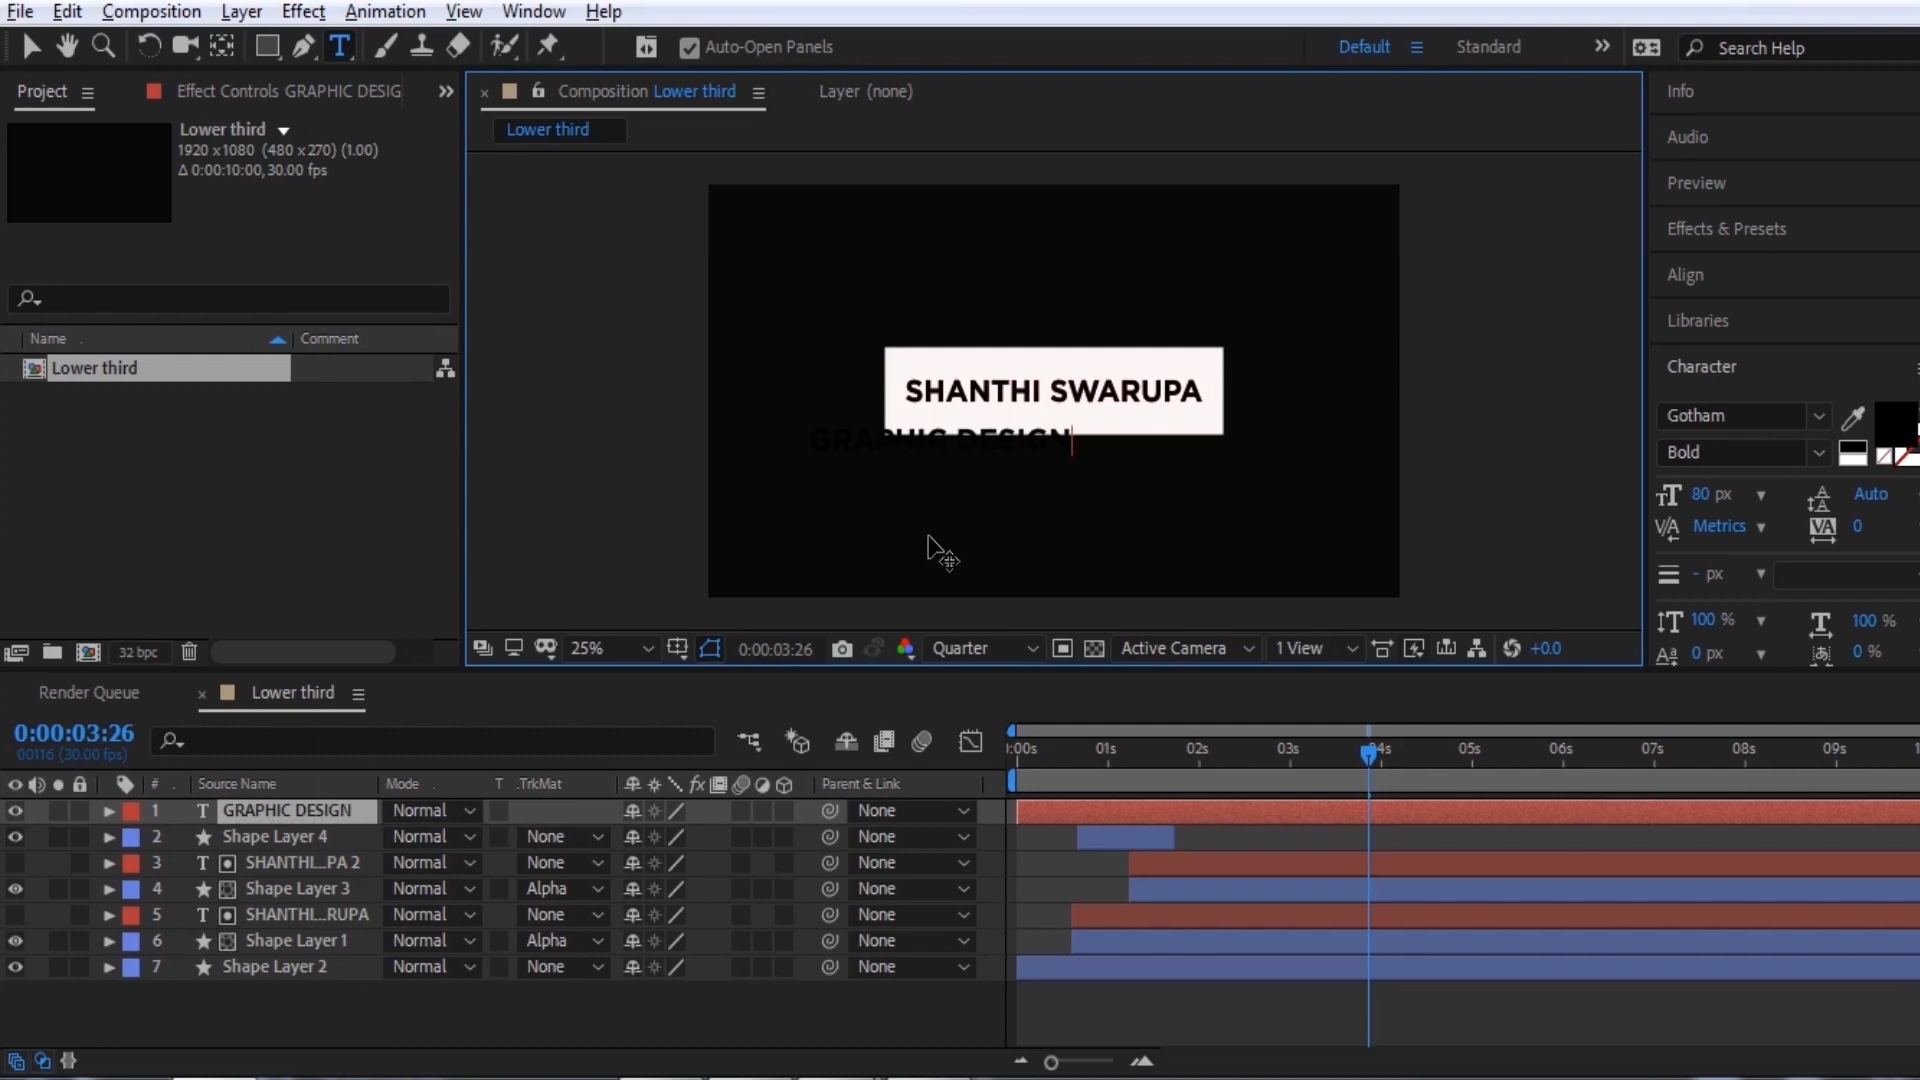 File Edit Composition Layer Effect Animation View Window Help
Auto-Open Panels Default Standard Search Help
Project Effect Controls GRAPHIC DESIG Composition Lower third Layer (none) Info
Lower third
1920 x1080 (480 x270) (1.00)
Δ 0:00:10:00, 30.00 fps
Lower third
Audio
Preview
Effects & Presets
Align
Libraries
Character
Name Comment
Lower third
SHANTHI SWARUPA
GRAPHIC DESIGN
Gotham
Bold
80 px Auto
Metrics 0
- px
100 % 100 %
0 px 0 %
32 bpc 25% 0:00:03:26 Quarter Active Camera 1 View +0.0
Render Queue Lower third
0:00:03:26
00116 (30.00 fps)
:00s 01s 02s 03s 04s 05s 06s 07s 08s 09s 1
# Source Name Mode T .TrkMat fx Parent & Link
1 T GRAPHIC DESIGN Normal None
2 Shape Layer 4 Normal None None
3 T SHANTHI...PA 2 Normal None None
4 Shape Layer 3 Normal Alpha None
5 T SHANTHI...RUPA Normal None None
6 Shape Layer 1 Normal Alpha None
7 Shape Layer 2 Normal None None